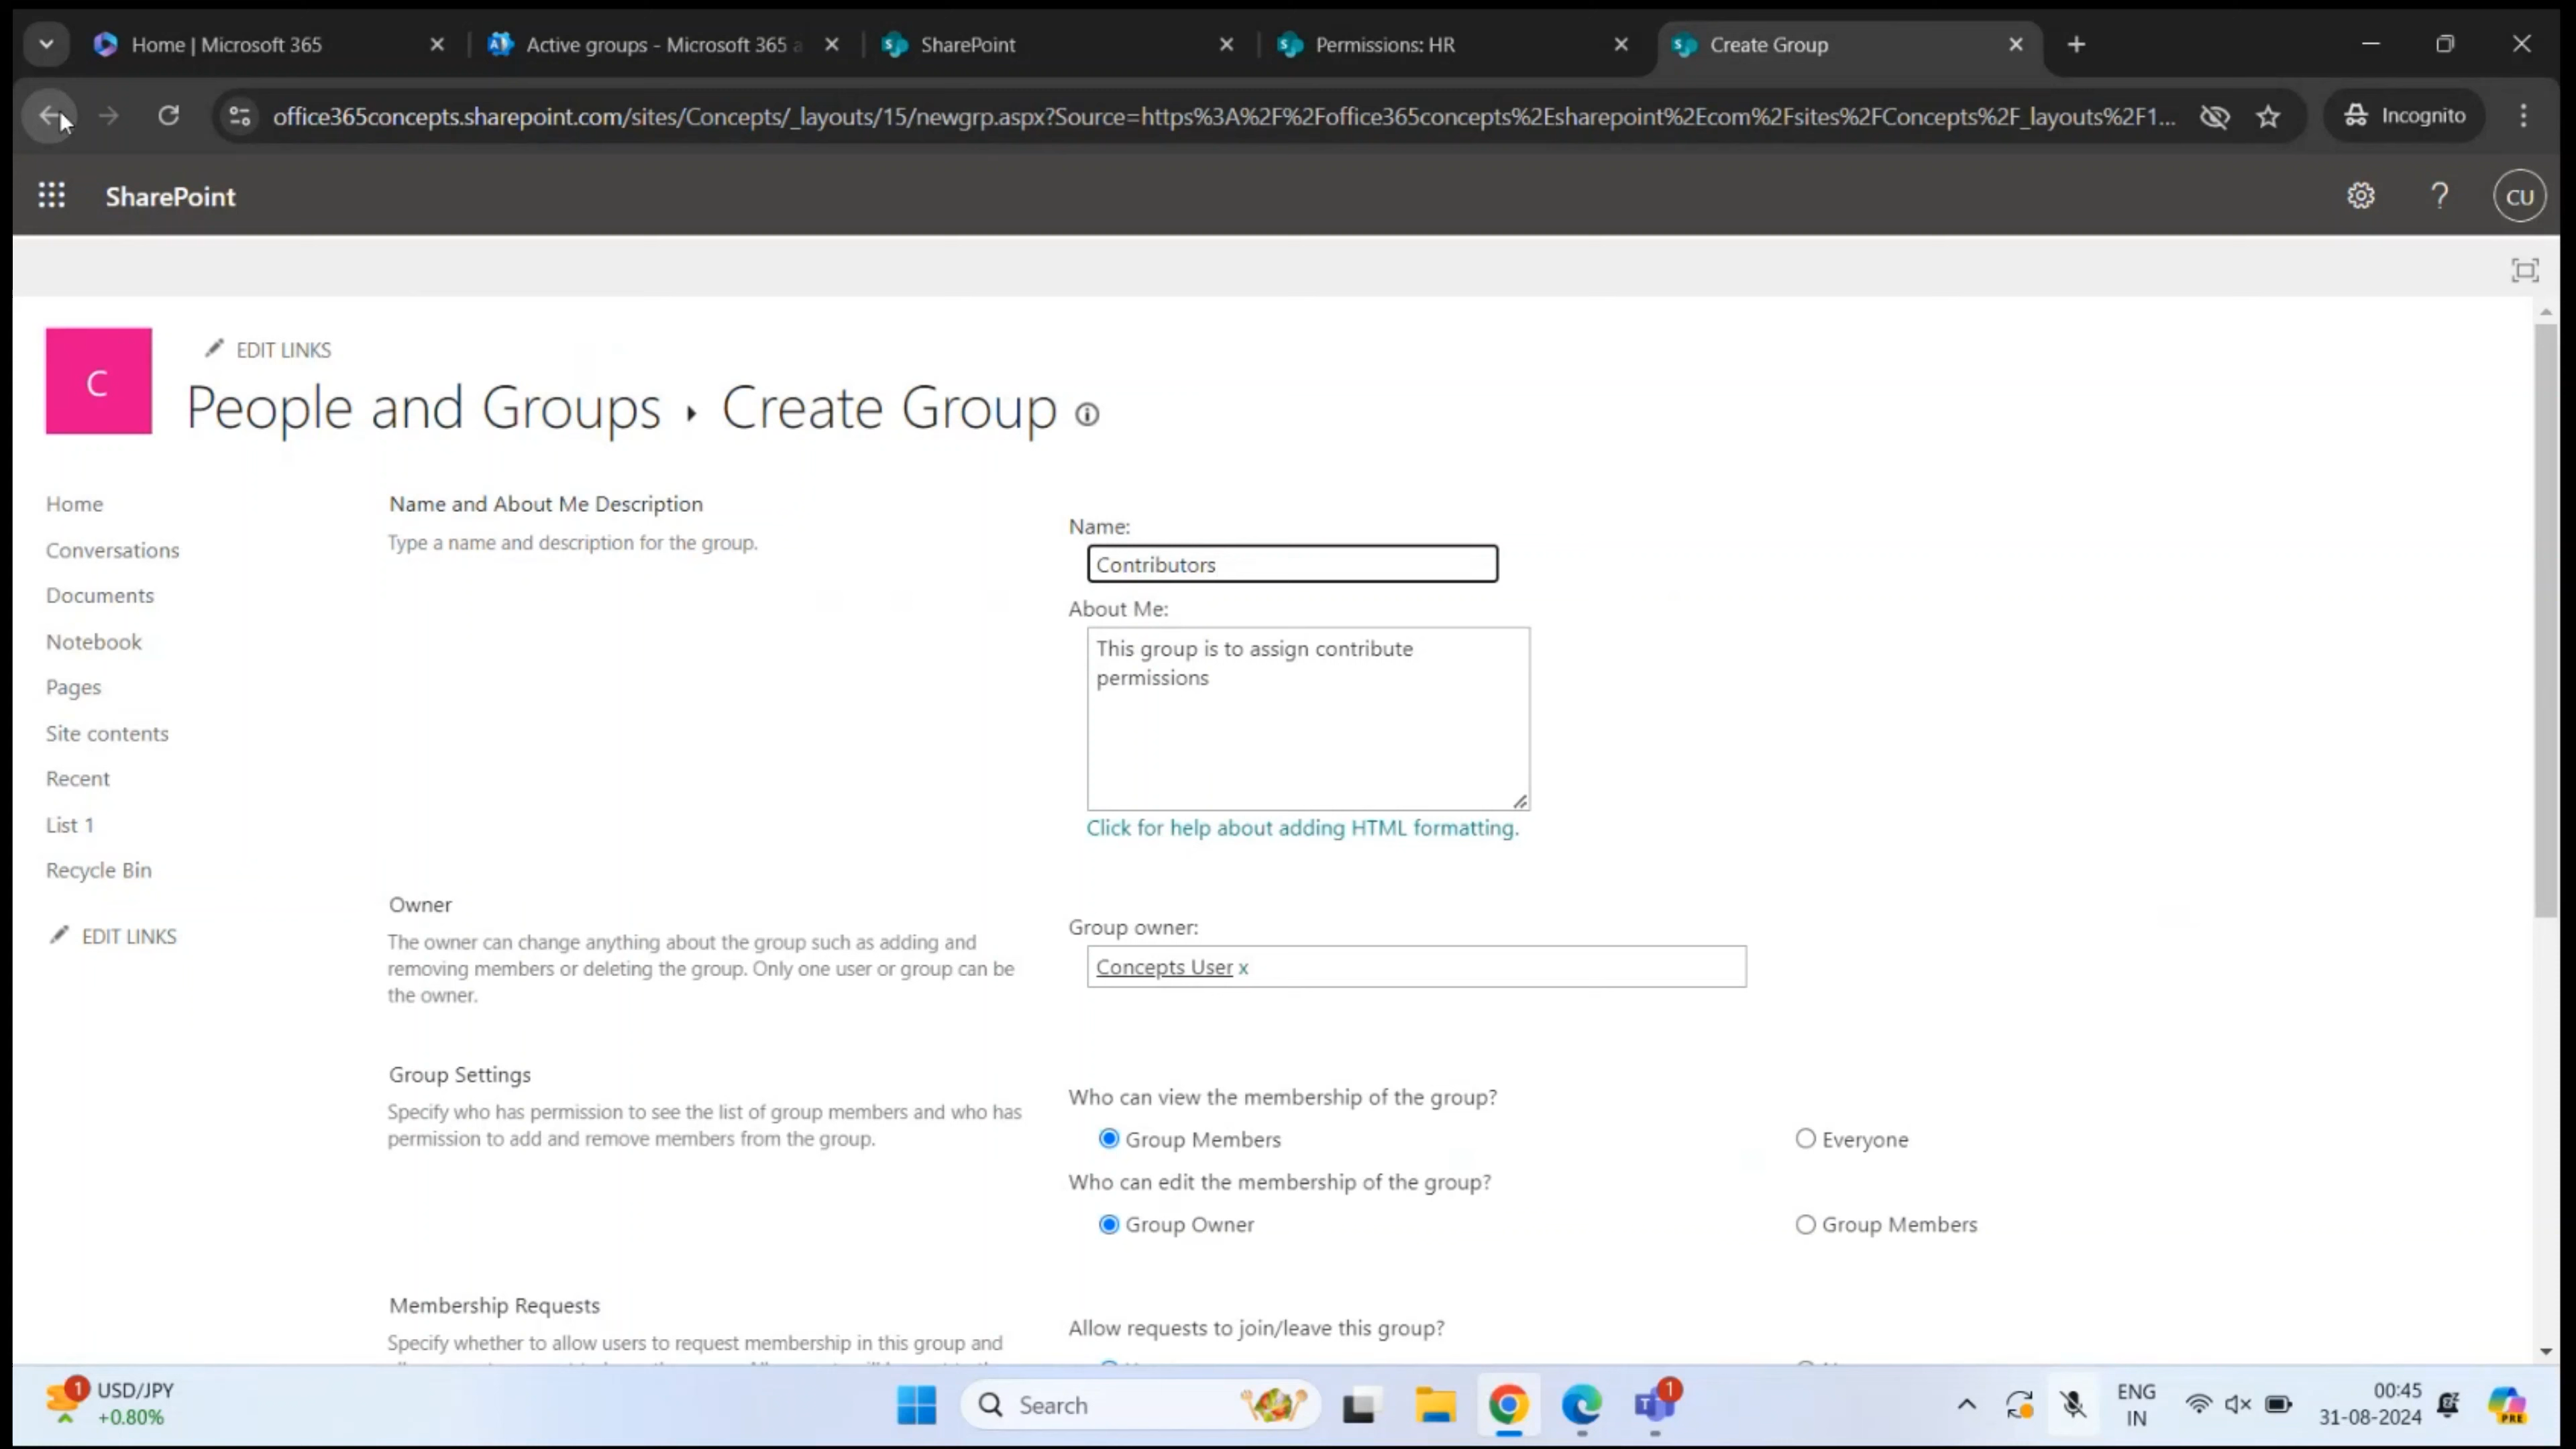 Home | Microsoft 365
Active groups - Microsoft 365 a
SharePoint
Permissions: HR
Create Group
office365concepts.sharepoint.com/sites/Concepts/_layouts/15/newgrp.aspx?Source=https%3A%2F%2Foffice365concepts%2Esharepoint%2Ecom%2Fsites%2FConcepts%2F_layouts%2F1...
Incognito
SharePoint
?
CU
C
EDIT LINKS
People and Groups ▸ Create Group
Home
Conversations
Documents
Notebook
Pages
Site contents
Recent
List 1
Recycle Bin
EDIT LINKS
Name and About Me Description
Type a name and description for the group.
Name:
Contributors
About Me:
This group is to assign contribute
permissions
Click for help about adding HTML formatting.
Owner
The owner can change anything about the group such as adding and
removing members or deleting the group. Only one user or group can be
the owner.
Group owner:
Concepts User x
Group Settings
Specify who has permission to see the list of group members and who has
permission to add and remove members from the group.
Who can view the membership of the group?
Group Members
Everyone
Who can edit the membership of the group?
Group Owner
Group Members
Membership Requests
Specify whether to allow users to request membership in this group and
Allow requests to join/leave this group?
1
USD/JPY
+0.80%
Search
1
ENG
IN
00:45
31-08-2024
PRE